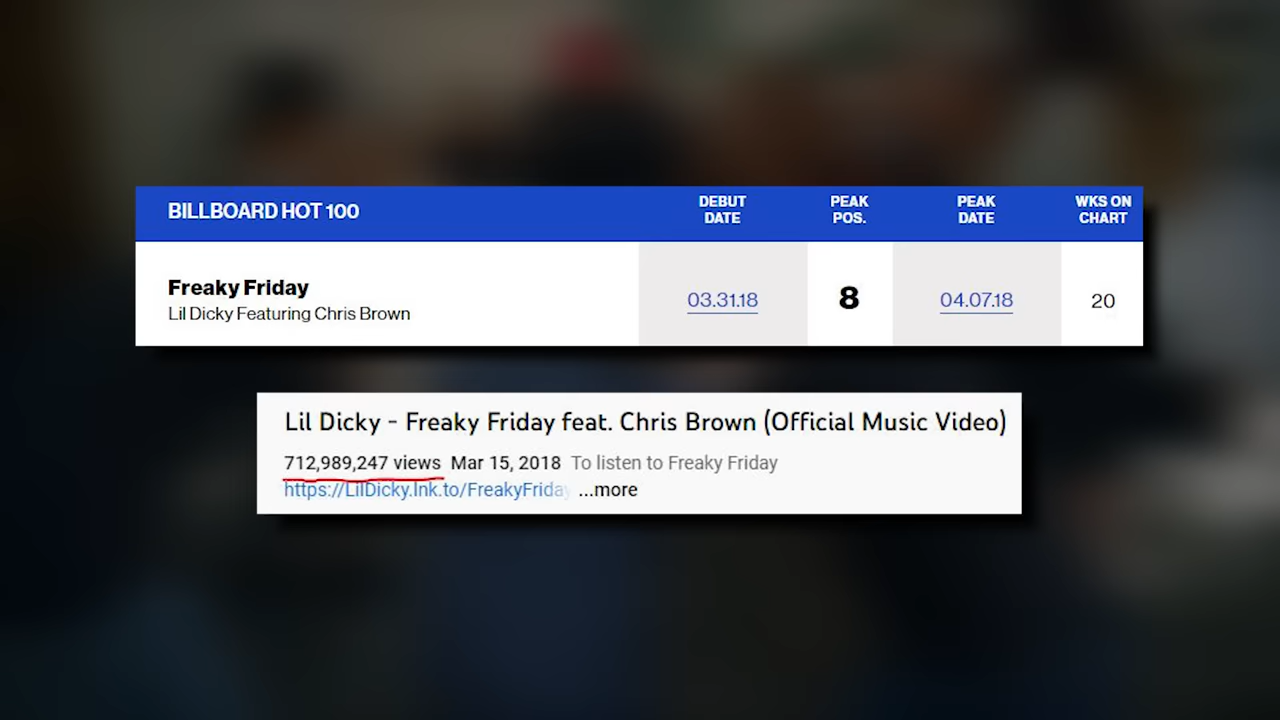 BILLBOARD HOT 100
DEBUT DATE
PEAK POS.
PEAK DATE
WKS ON CHART
Freaky Friday
Lil Dicky Featuring Chris Brown
03.31.18
8
04.07.18
20
Lil Dicky - Freaky Friday feat. Chris Brown (Official Music Video)
712,989,247 views Mar 15, 2018 To listen to Freaky Friday
https://LilDicky.lnk.to/FreakyFriday ...more